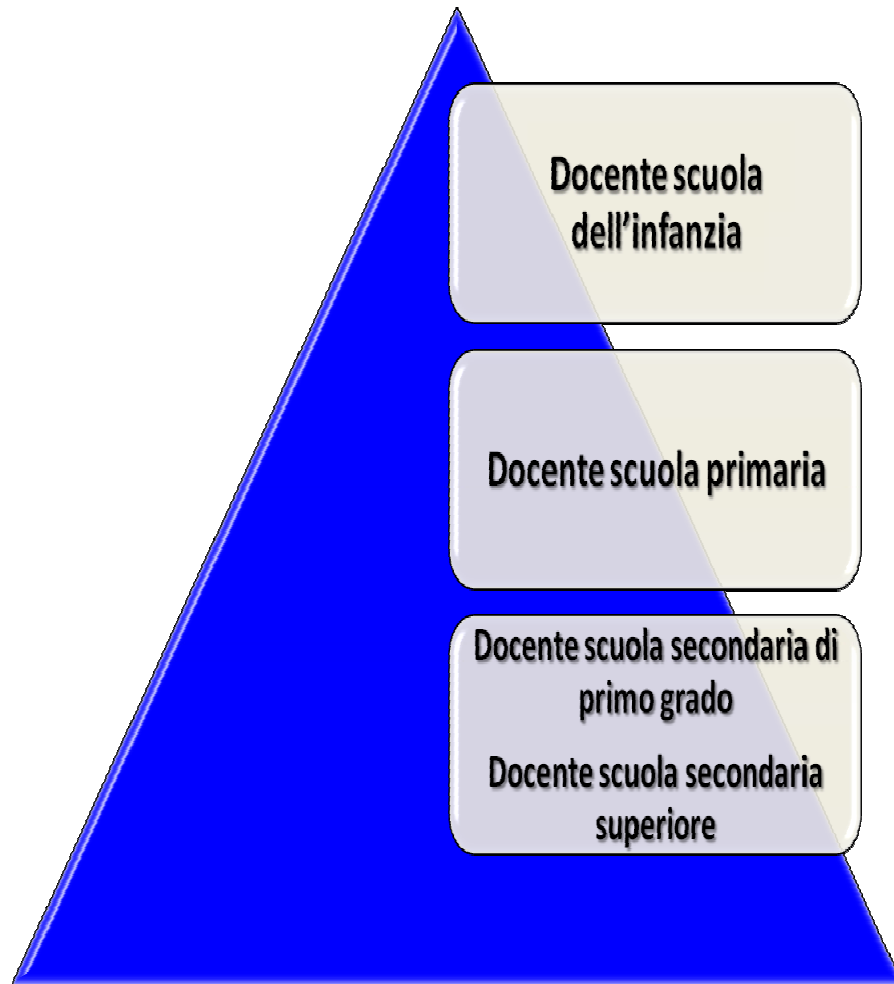 Docente scuola
dell’infanzia
Docente scuola primaria
Docente scuola secondaria di
primo grado
Docente scuola secondaria
superiore